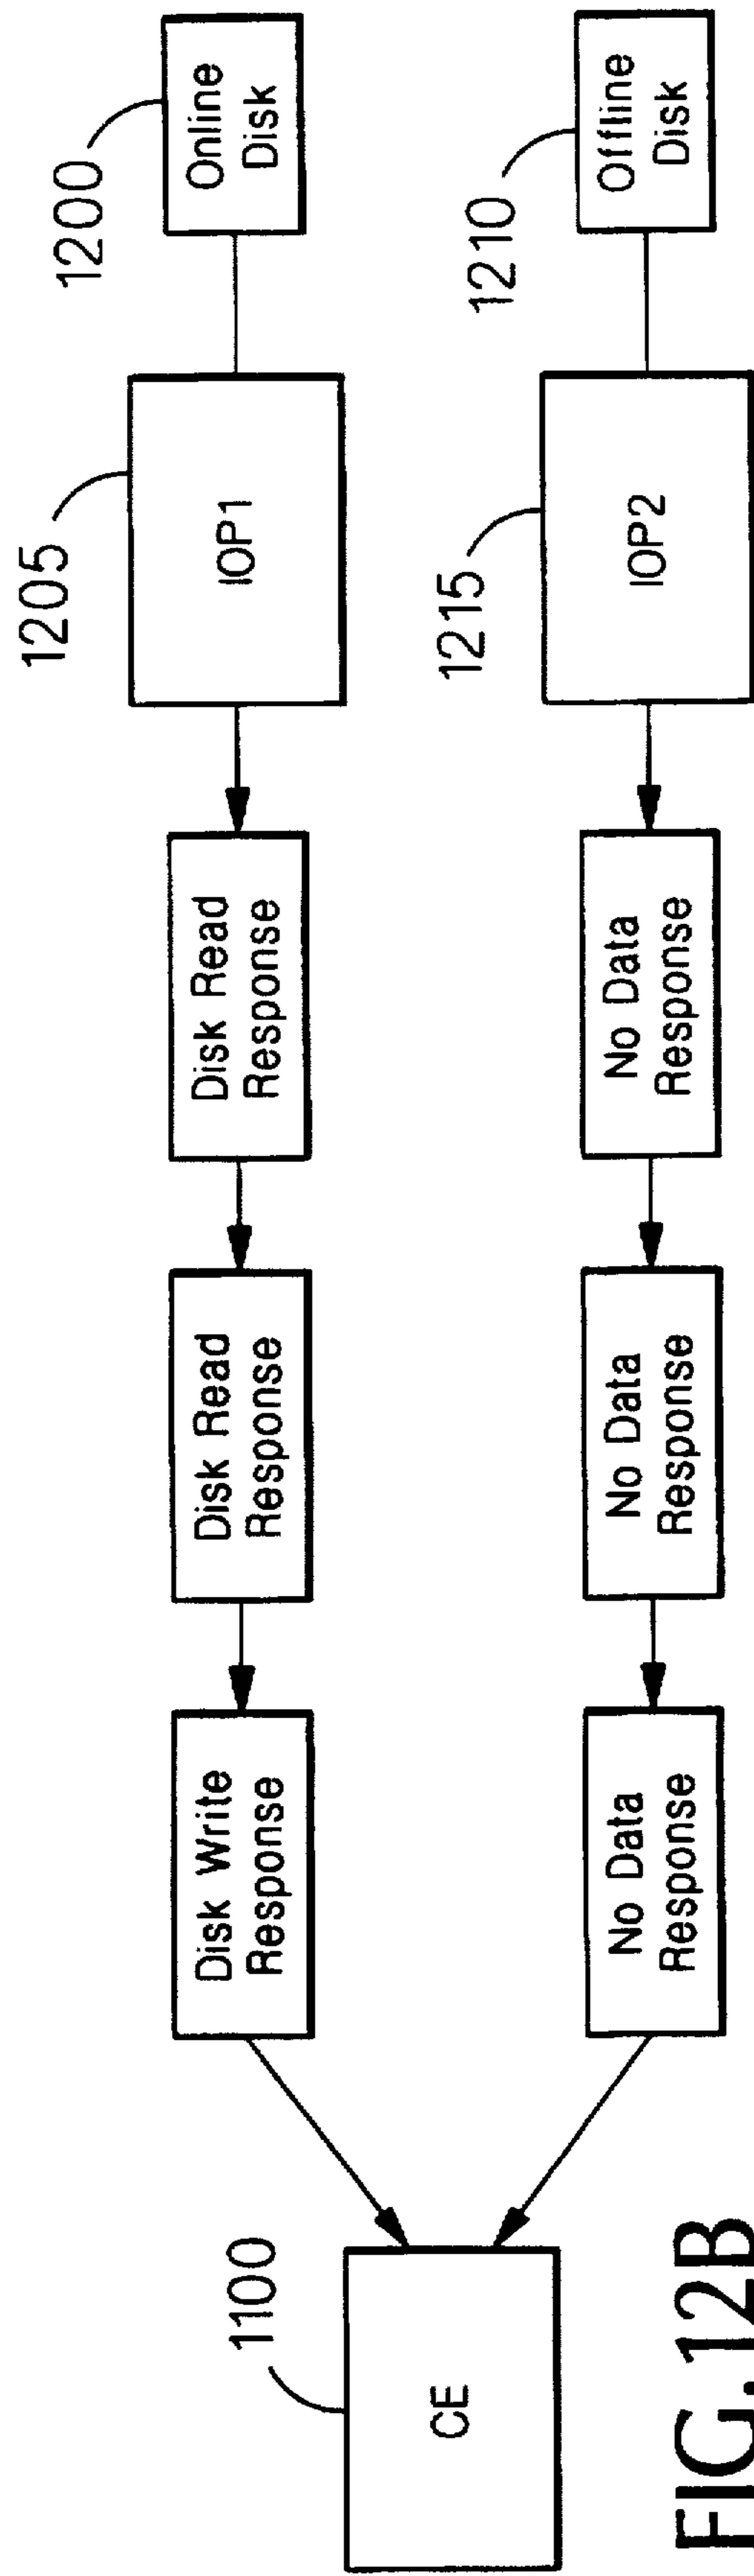 1100
CE
Disk Write
Response
Disk Read
Response
Disk Read
Response
1205
IOP1
1200
Online
Disk
No Data
Response
No Data
Response
No Data
Response
1215
IOP2
1210
Offline
Disk
FIG. 12B